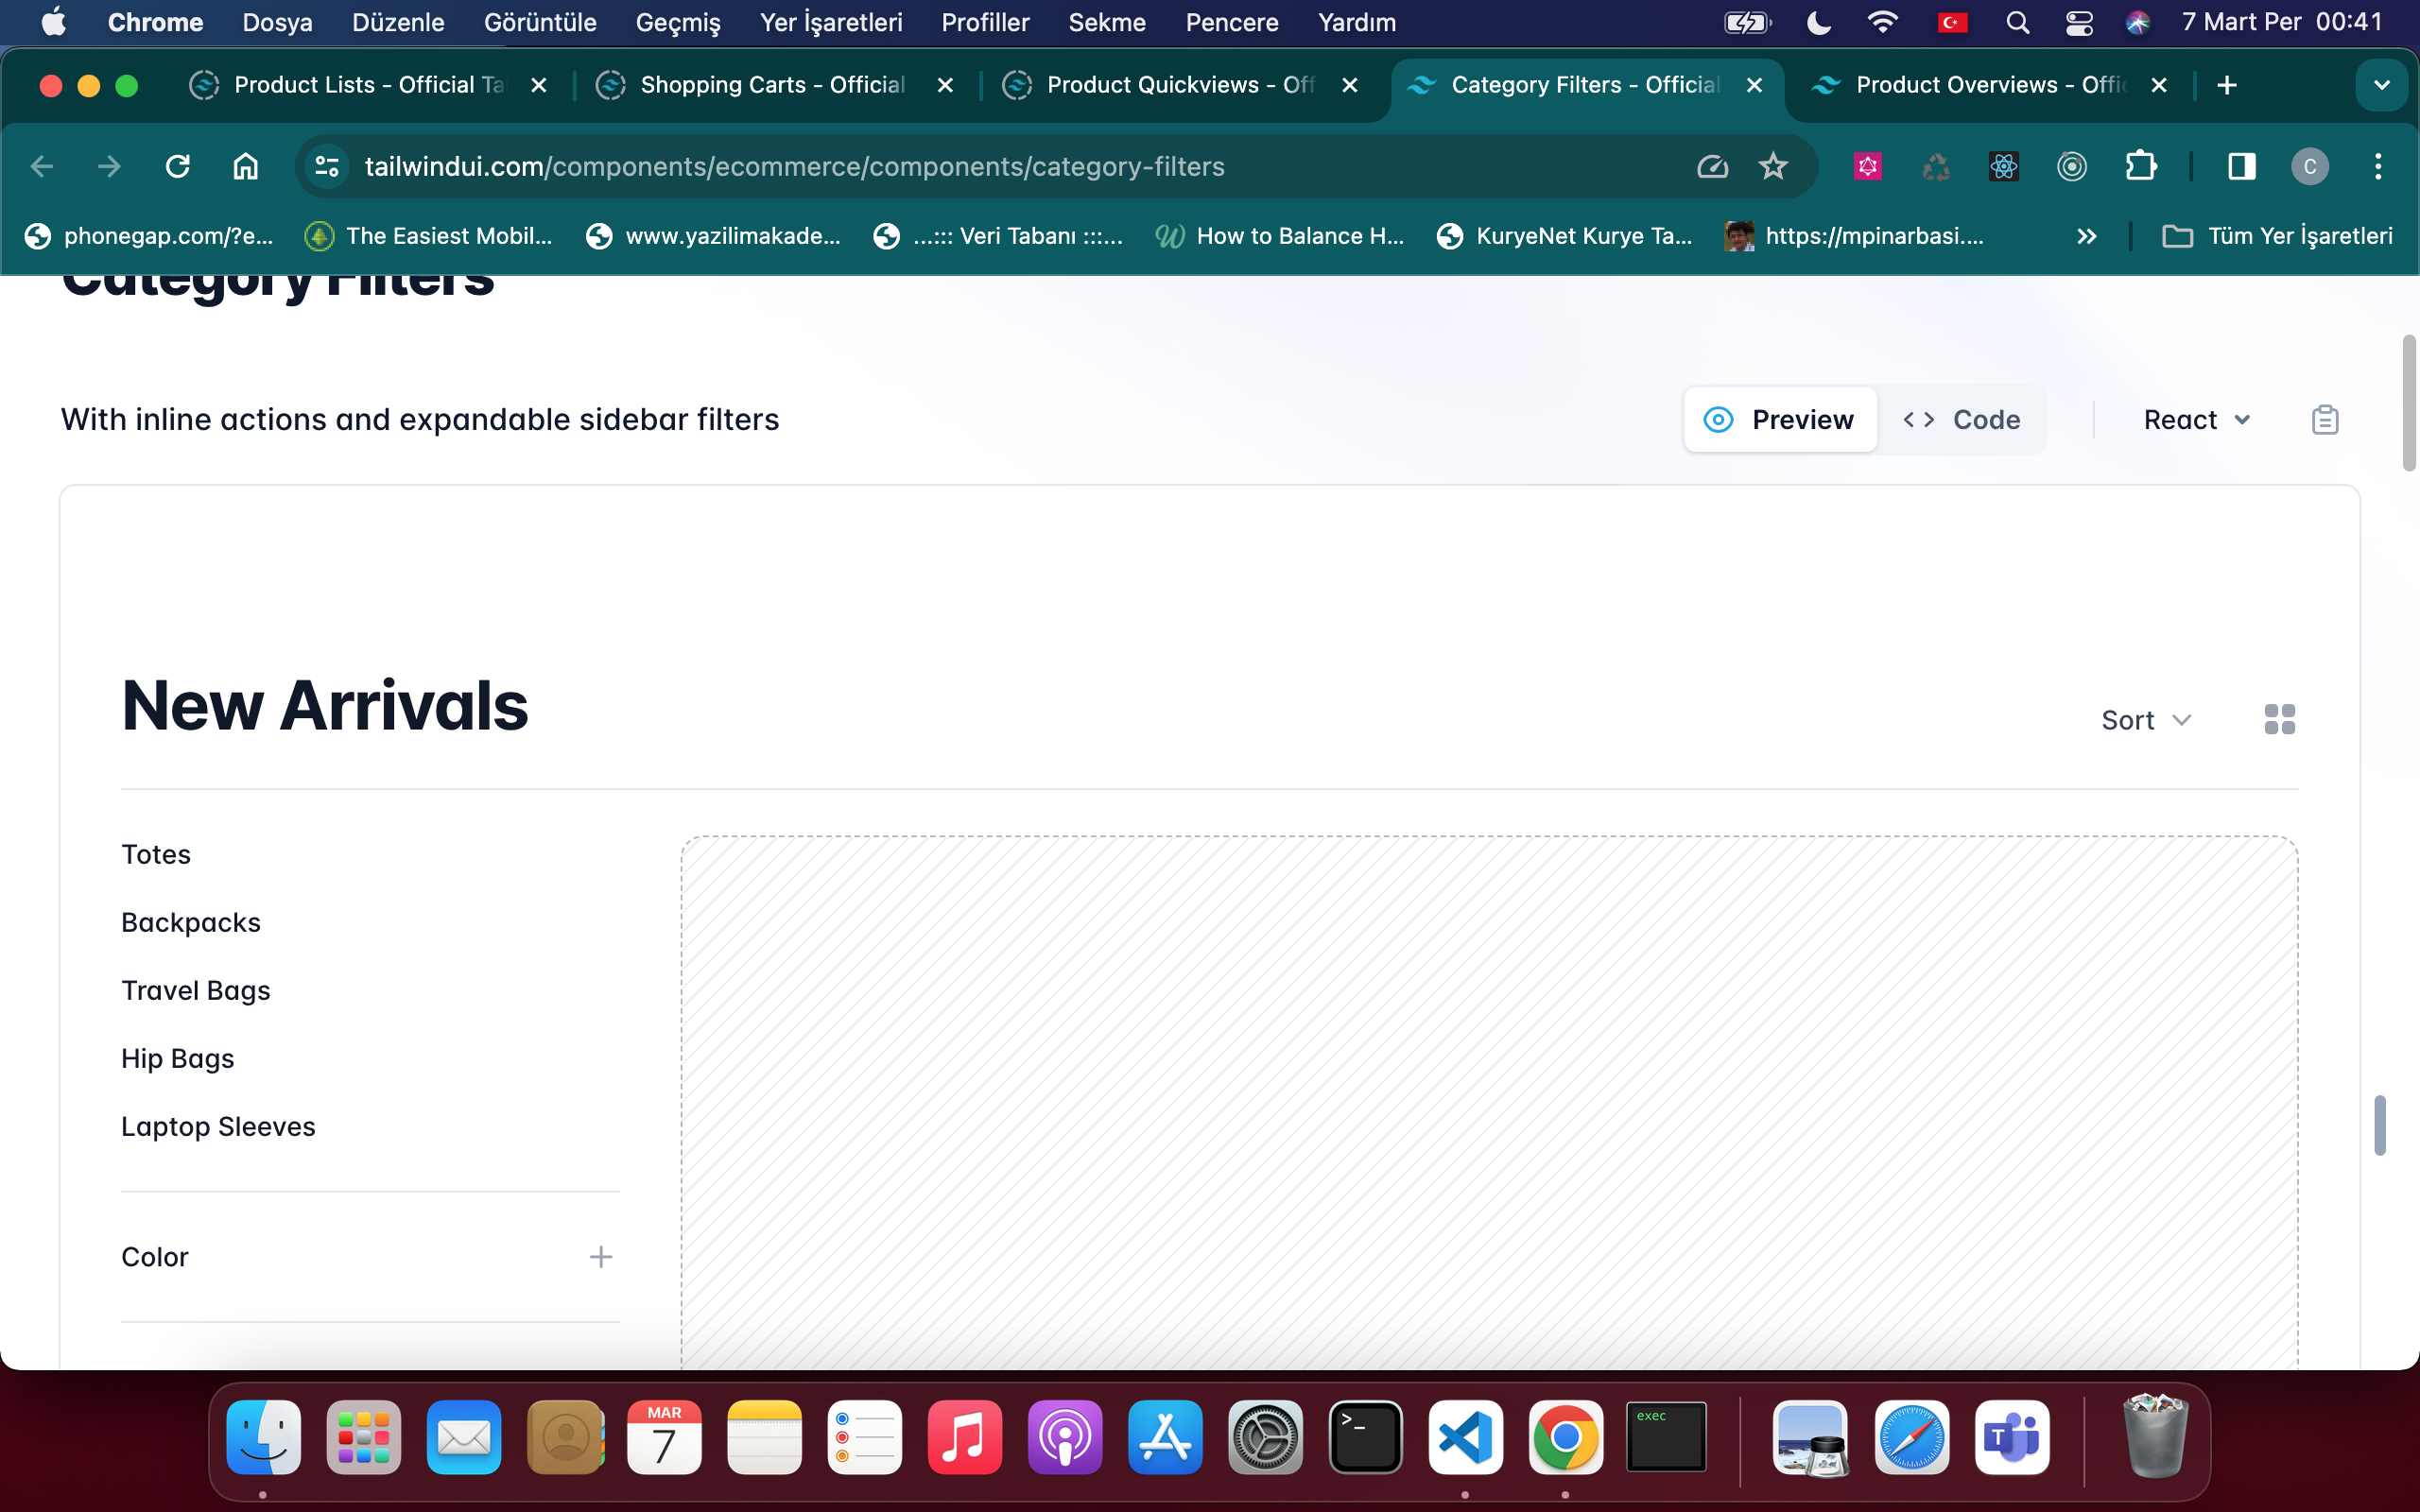 Chrome Dosya Düzenle Görüntüle Geçmiş Yer İşaretleri Profiller Sekme Pencere Yardım 7 Mart Per 00:41
Product Lists - Official Ta Shopping Carts - Official Product Quickviews - Off Category Filters - Official Product Overviews - Offic
tailwindui.com/components/ecommerce/components/category-filters C
phonegap.com/?e... The Easiest Mobil... www.yazilimakade... ...::: Veri Tabanı :::... How to Balance H... KuryeNet Kurye Ta... https://mpinarbasi.... Tüm Yer İşaretleri
Category Filters
With inline actions and expandable sidebar filters Preview Code React
New Arrivals
Sort
Totes
Backpacks
Travel Bags
Hip Bags
Laptop Sleeves
Color
MAR
7
>_
exec
T